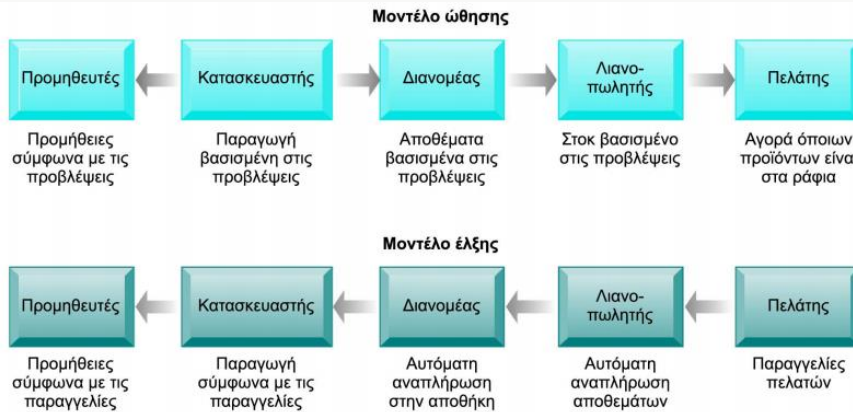 Μοντέλο ώθησης
Προμηθευτές
Κατασκευαστής
Διανομέας
Λιανο-
πωλητής
Πελάτης
Προμήθειες
σύμφωνα με τις
προβλέψεις
Παραγωγή
βασισμένη στις
προβλέψεις
Αποθέματα
βασισμένα στις
προβλέψεις
Στοκ βασισμένο
στις προβλέψεις
Αγορά όποιων
προϊόντων είνα
στα ράφια
Μοντέλο έλξης
Προμηθευτές
Κατασκευαστής
Διανομέας
Λιανο-
πωλητής
Πελάτης
Προμήθειες
σύμφωνα με τις
παραγγελίες
Παραγωγή
σύμφωνα με τις
παραγγελίες
Αυτόματη
αναπλήρωση
στην αποθήκη
Αυτόματη
αναπλήρωση
αποθεμάτων
Παραγγελίες
πελατών